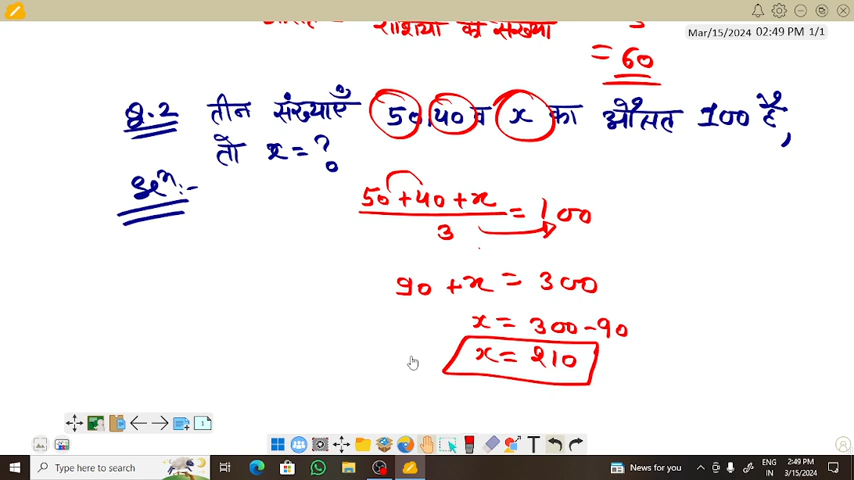 राशियों की संख्या
= 60
Mar/15/2024 02:49 PM 1/1
Q.2 तीन संख्याएँ 50, 40 व x का औसत 100 है,
तो x = ?
Solⁿ:-
50 + 40 + x / 3 = 100
90 + x = 300
x = 300 - 90
x = 210
Type here to search
News for you
ENG
IN
2:49 PM
3/15/2024